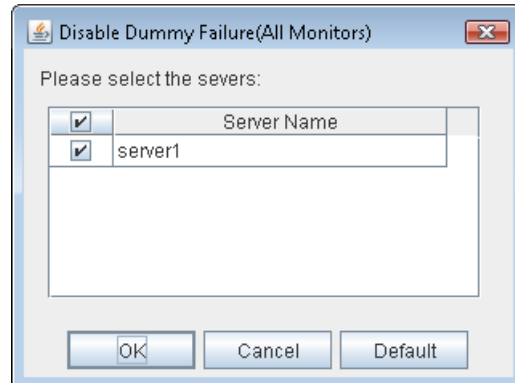 Disable Dummy Failure(All Monitors)
Please select the severs:
Server Name
server1
OK Cancel Default